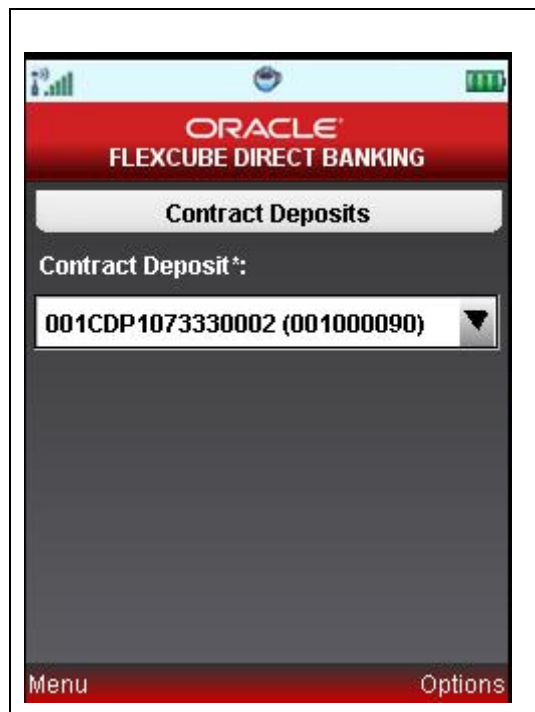 ORACLE'
FLEXCUBE DIRECT BANKING
Contract Deposits
Contract Deposit*:
001CDP1073330002 (001000090)
Menu
Options